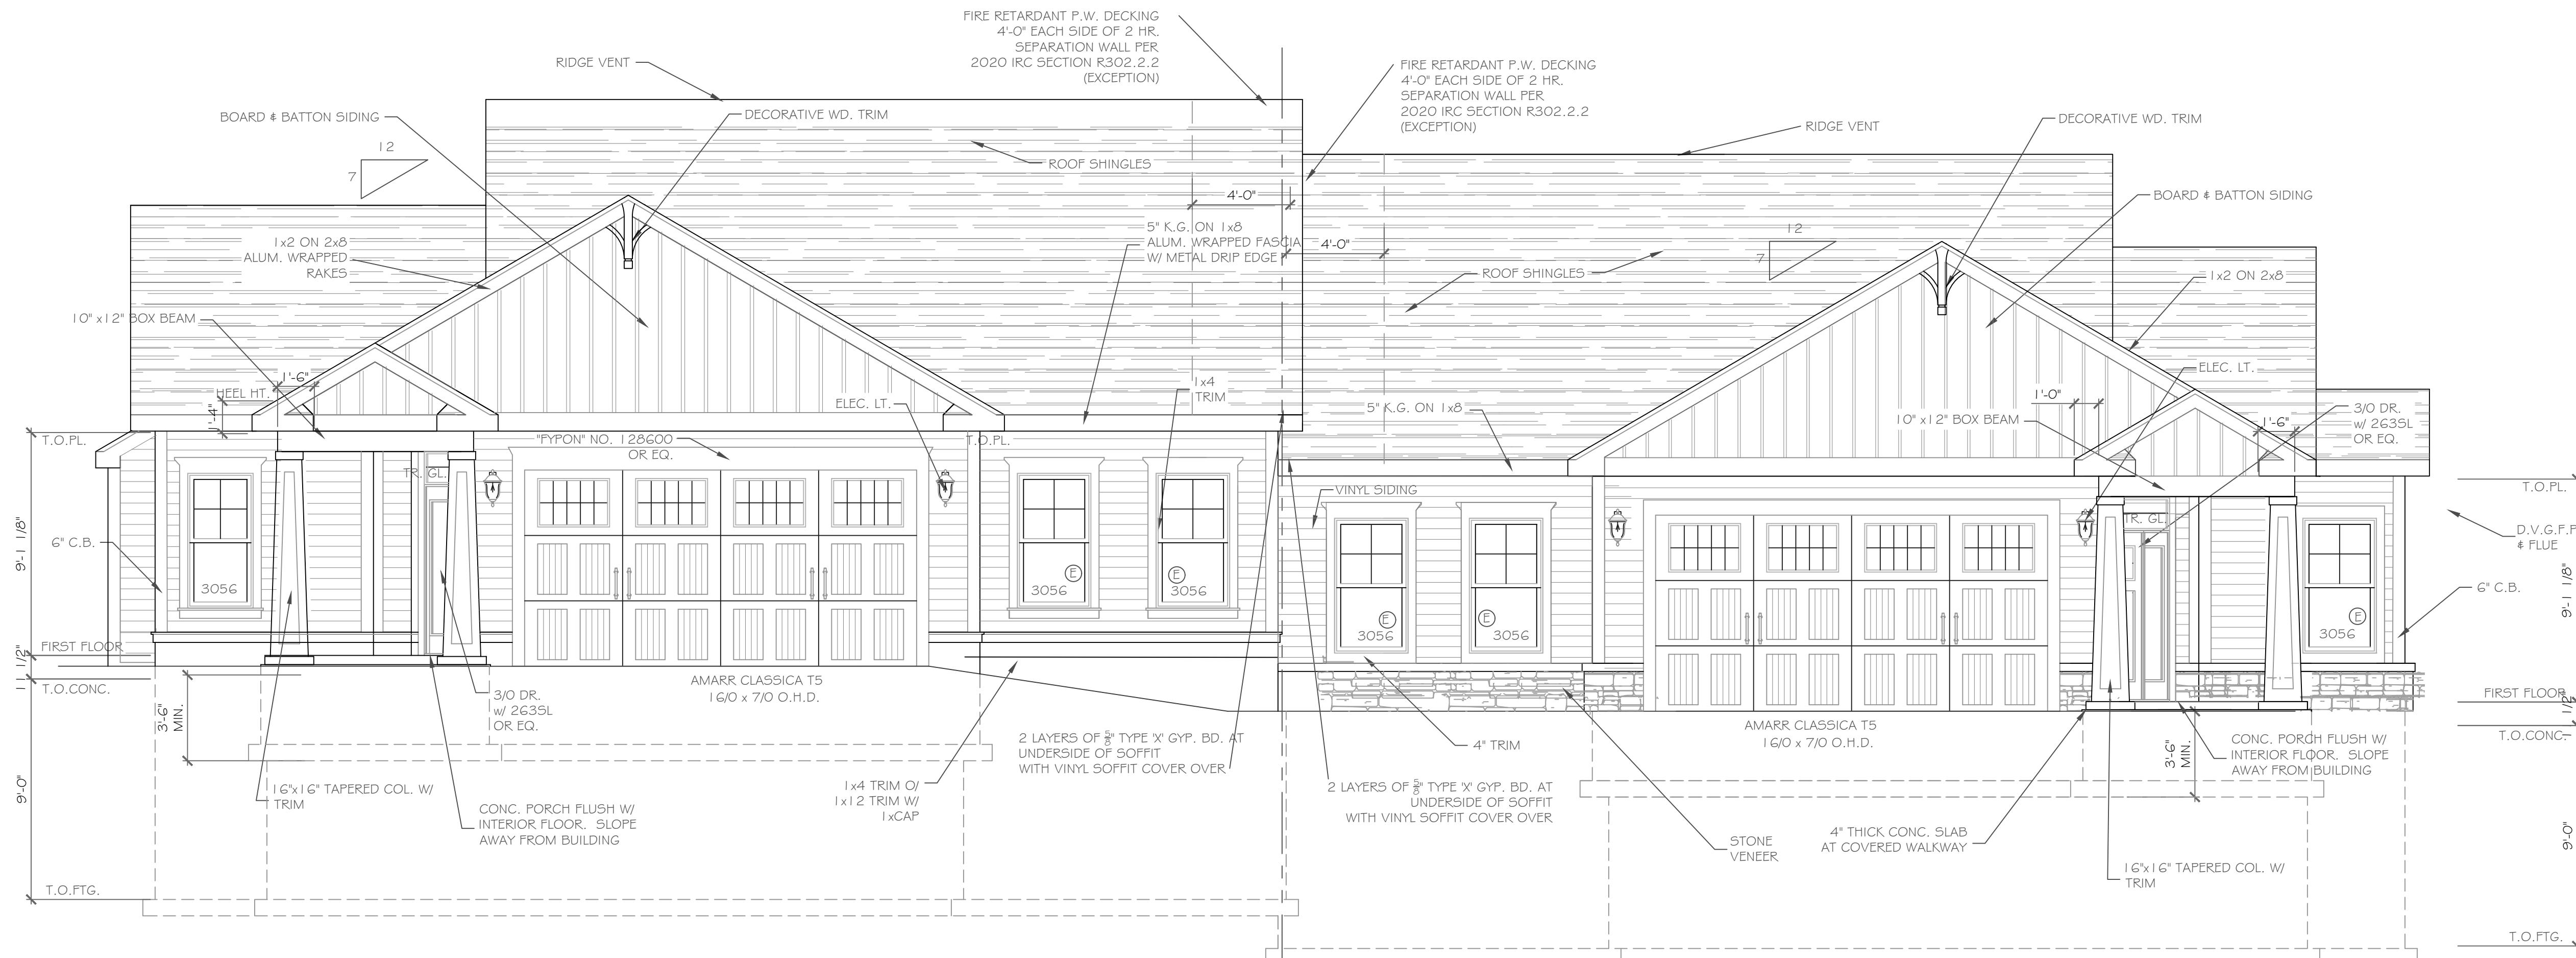 FIRE RETARDANT P.W. DECKING
4'-0" EACH SIDE OF 2 HR.
SEPARATION WALL PER
2020 IRC SECTION R302.2.2
(EXCEPTION)
RIDGE VENT
BOARD & BATTON SIDING
DECORATIVE WD. TRIM
12
7
ROOF SHINGLES
4'-0"
FIRE RETARDANT P.W. DECKING
4'-0" EACH SIDE OF 2 HR.
SEPARATION WALL PER
2020 IRC SECTION R302.2.2
(EXCEPTION)
RIDGE VENT
DECORATIVE WD. TRIM
BOARD & BATTON SIDING
1x2 ON 2x8
ALUM. WRAPPED
RAKES
5" K.G. ON 1x8
ALUM. WRAPPED FASCIA
W/ METAL DRIP EDGE
4'-0"
12
7
ROOF SHINGLES
1x2 ON 2x8
10" x12" BOX BEAM
1'-6"
HEEL HT.
1'-4"
ELEC. LT.
1x4
TRIM
5" K.G. ON 1x8
ELEC. LT.
1'-0"
10" x12" BOX BEAM
1'-6"
3/0 DR.
w/ 263SL
OR EQ.
T.O.PL.
"FYPON" NO. 128600
OR EQ.
T.O.PL.
TR. GL.
VINYL SIDING
TR. GL.
T.O.PL.
D.V.G.F.P
& FLUE
9'-1 1/8"
6" C.B.
3056
E
3056
E
3056
E
3056
E
3056
E
3056
6" C.B.
9'-1 1/8"
FIRST FLOOR
1 1/2"
T.O.CONC.
3'-6"
MIN.
3/0 DR.
w/ 263SL
OR EQ.
AMARR CLASSICA T5
16/0 x 7/0 O.H.D.
2 LAYERS OF 5/8" TYPE 'X' GYP. BD. AT
UNDERSIDE OF SOFFIT
WITH VINYL SOFFIT COVER OVER
4" TRIM
AMARR CLASSICA T5
16/0 x 7/0 O.H.D.
FIRST FLOOR
1 1/2"
T.O.CONC.
3'-6"
MIN.
CONC. PORCH FLUSH W/
INTERIOR FLOOR. SLOPE
AWAY FROM BUILDING
9'-0"
16"x16" TAPERED COL. W/
TRIM
CONC. PORCH FLUSH W/
INTERIOR FLOOR. SLOPE
AWAY FROM BUILDING
1x4 TRIM O/
1x12 TRIM W/
1xCAP
2 LAYERS OF 5/8" TYPE 'X' GYP. BD. AT
UNDERSIDE OF SOFFIT
WITH VINYL SOFFIT COVER OVER
STONE
VENEER
4" THICK CONC. SLAB
AT COVERED WALKWAY
16"x16" TAPERED COL. W/
TRIM
9'-0"
T.O.FTG.
T.O.FTG.